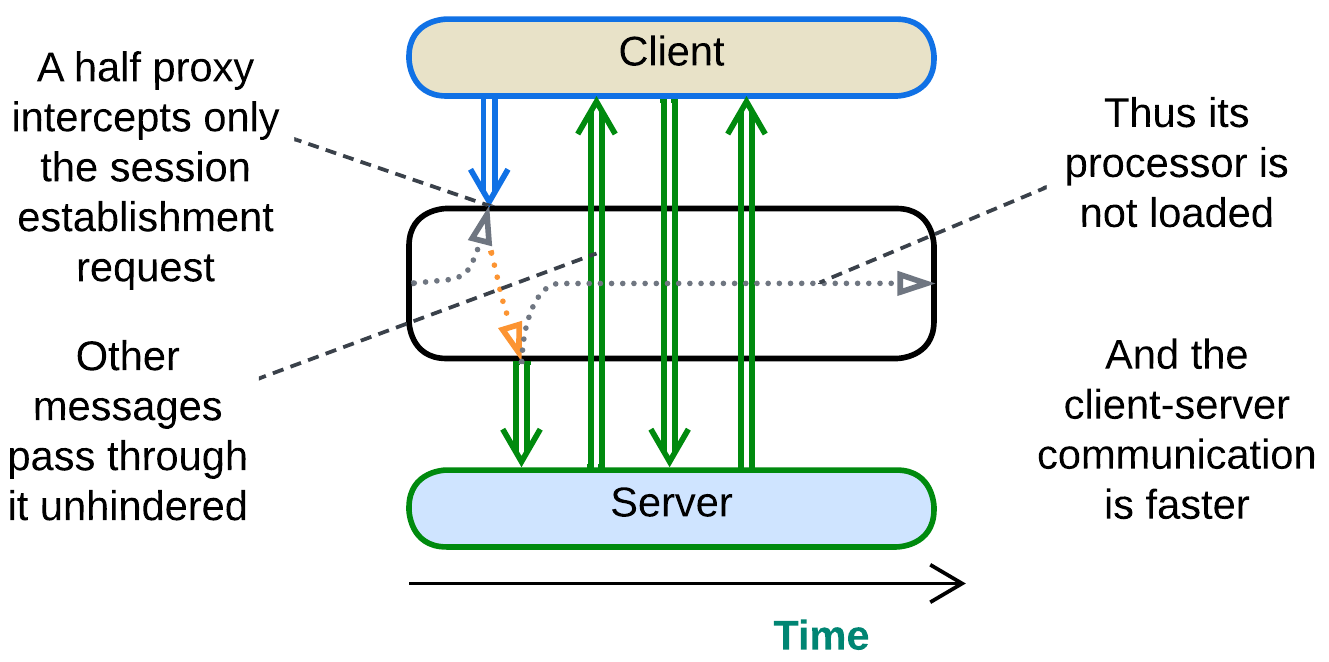 Client
A half proxy
intercepts only
the session
establishment
request
Thus its
processor is
not loaded
Other
messages
pass through
it unhindered
And the
client-server
communication
is faster
Server
Time